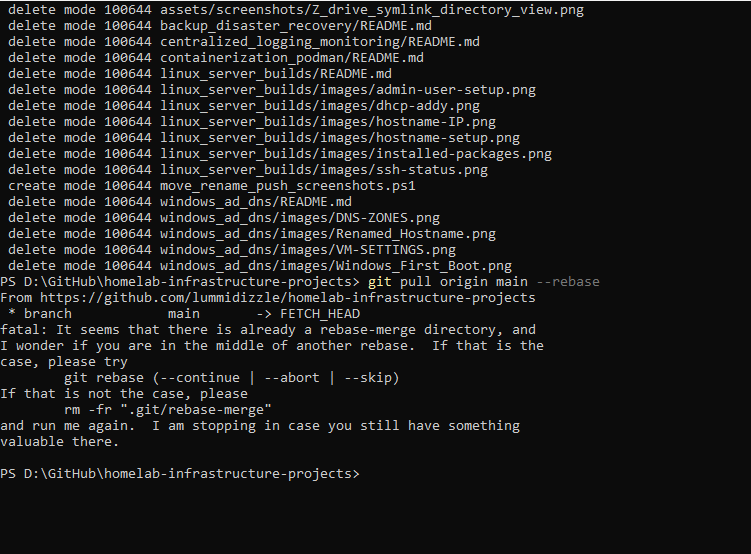 delete mode 100644 assets/screenshots/Z_drive_symlink_directory_view.png
delete mode 100644 backup_disaster_recovery/README.md
delete mode 100644 centralized_logging_monitoring/README.md
delete mode 100644 containerization_podman/README.md
delete mode 100644 linux_server_builds/README.md
delete mode 100644 linux_server_builds/images/admin-user-setup.png
delete mode 100644 linux_server_builds/images/dhcp-addy.png
delete mode 100644 linux_server_builds/images/hostname-IP.png
delete mode 100644 linux_server_builds/images/hostname-setup.png
delete mode 100644 linux_server_builds/images/installed-packages.png
delete mode 100644 linux_server_builds/images/ssh-status.png
create mode 100644 move_rename_push_screenshots.ps1
delete mode 100644 windows_ad_dns/README.md
delete mode 100644 windows_ad_dns/images/DNS-ZONES.png
delete mode 100644 windows_ad_dns/images/Renamed_Hostname.png
delete mode 100644 windows_ad_dns/images/VM-SETTINGS.png
delete mode 100644 windows_ad_dns/images/Windows_First_Boot.png
PS D:\GitHub\homelab-infrastructure-projects> git pull origin main --rebase
From https://github.com/lummidizzle/homelab-infrastructure-projects
 * branch            main       -> FETCH_HEAD
fatal: It seems that there is already a rebase-merge directory, and
I wonder if you are in the middle of another rebase.  If that is the
case, please try
        git rebase (--continue | --abort | --skip)
If that is not the case, please
        rm -fr ".git/rebase-merge"
and run me again.  I am stopping in case you still have something
valuable there.
PS D:\GitHub\homelab-infrastructure-projects>